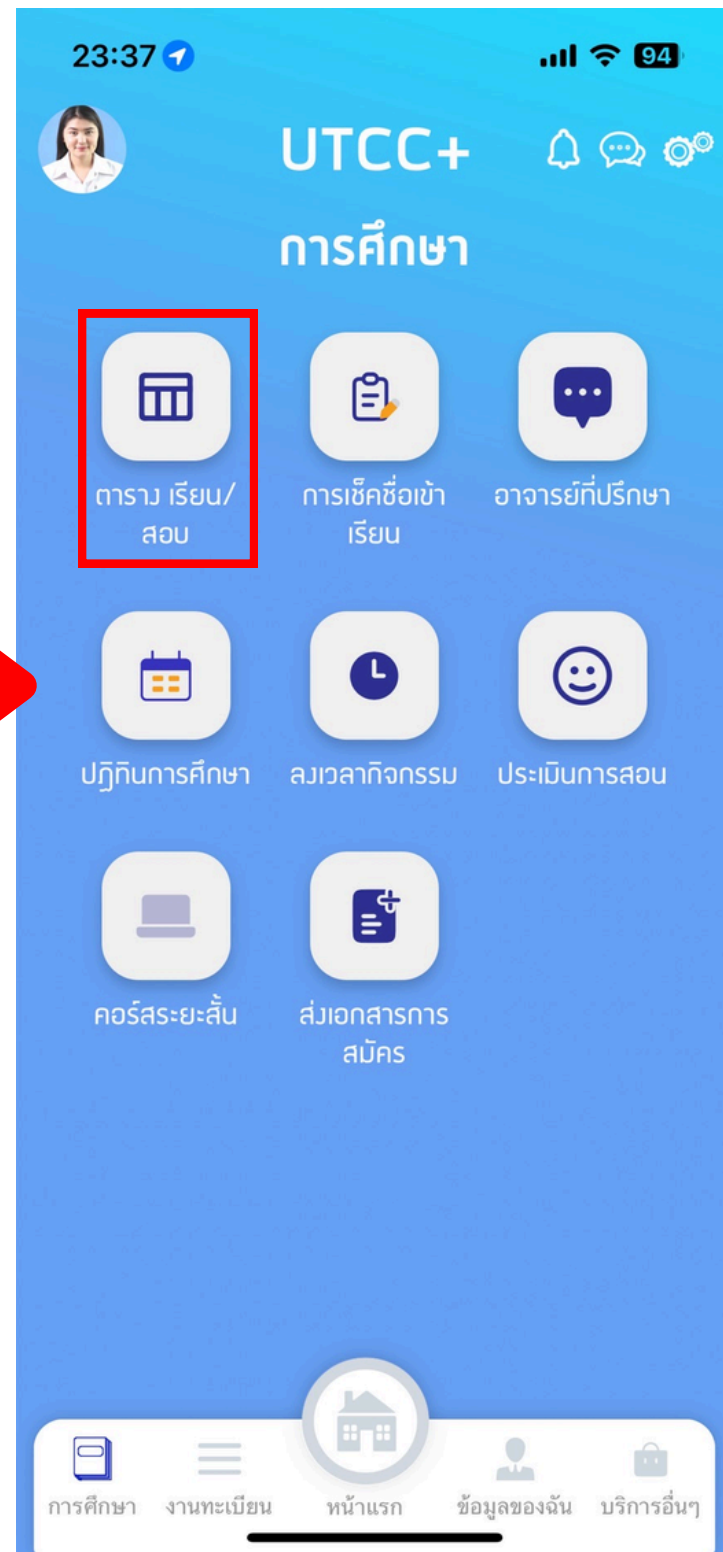 23:37
94
UTCC+
การศึกษา
ตาราง เรียน/
สอบ
การเช็คชื่อเข้า
เรียน
อาจารย์ที่ปรึกษา
ปฏิทินการศึกษา
ลงเวลากิจกรรม
ประเมินการสอน
คอร์สระยะสั้น
ส่งเอกสารการ
สมัคร
การศึกษา
งานทะเบียน
หน้าแรก
ข้อมูลของฉัน
บริการอื่นๆ